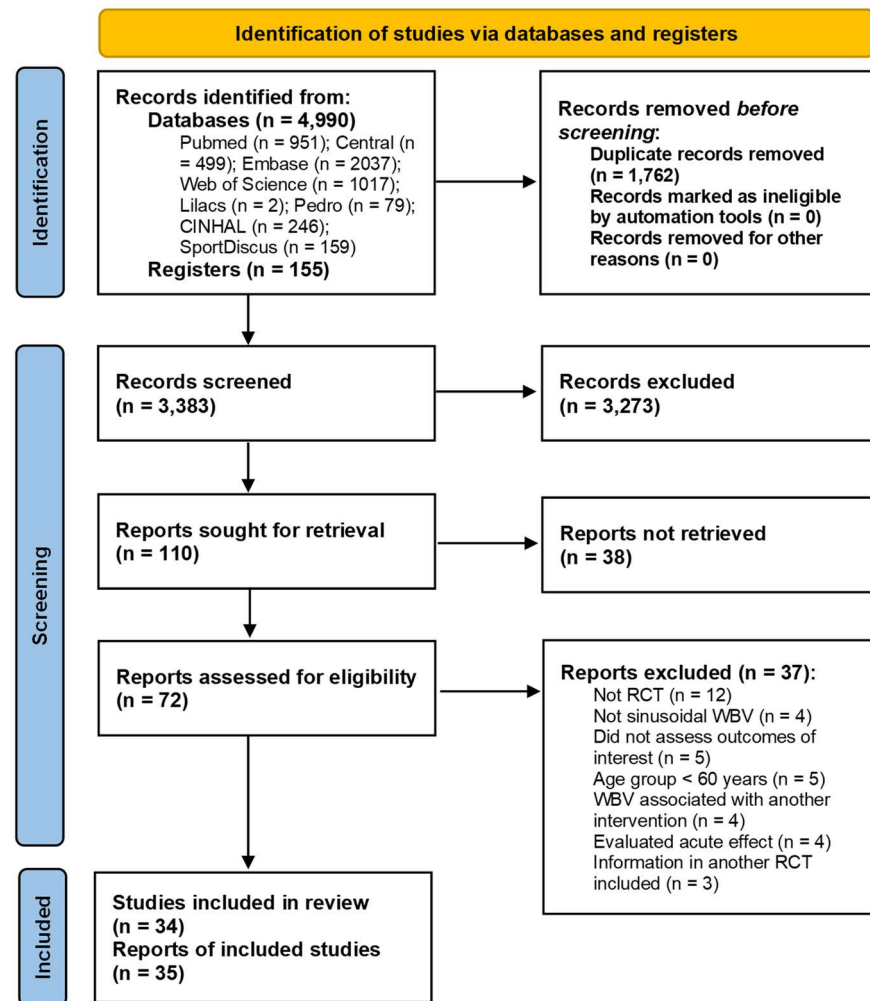 Identification of studies via databases and registers
Identification
Records identified from:
Databases (n = 4,990)
Pubmed (n = 951); Central (n
= 499); Embase (n = 2037);
Web of Science (n = 1017);
Lilacs (n = 2); Pedro (n = 79);
CINHAL (n = 246);
SportDiscus (n = 159)
Registers (n = 155)
Records removed before
screening:
Duplicate records removed
(n = 1,762)
Records marked as ineligible
by automation tools (n = 0)
Records removed for other
reasons (n = 0)
Screening
Records screened
(n = 3,383)
Records excluded
(n = 3,273)
Reports sought for retrieval
(n = 110)
Reports not retrieved
(n = 38)
Reports assessed for eligibility
(n = 72)
Reports excluded (n = 37):
Not RCT (n = 12)
Not sinusoidal WBV (n = 4)
Did not assess outcomes of
interest (n = 5)
Age group < 60 years (n = 5)
WBV associated with another
intervention (n = 4)
Evaluated acute effect (n = 4)
Information in another RCT
included (n = 3)
Included
Studies included in review
(n = 34)
Reports of included studies
(n = 35)